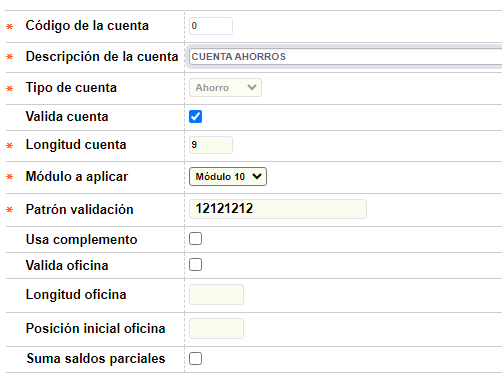 * Código de la cuenta 0
* Descripción de la cuenta CUENTA AHORROS
* Tipo de cuenta Ahorro
Valida cuenta
* Longitud cuenta 9
* Módulo a aplicar Módulo 10
* Patrón validación 12121212
Usa complemento
Valida oficina
Longitud oficina
Posición inicial oficina
Suma saldos parciales